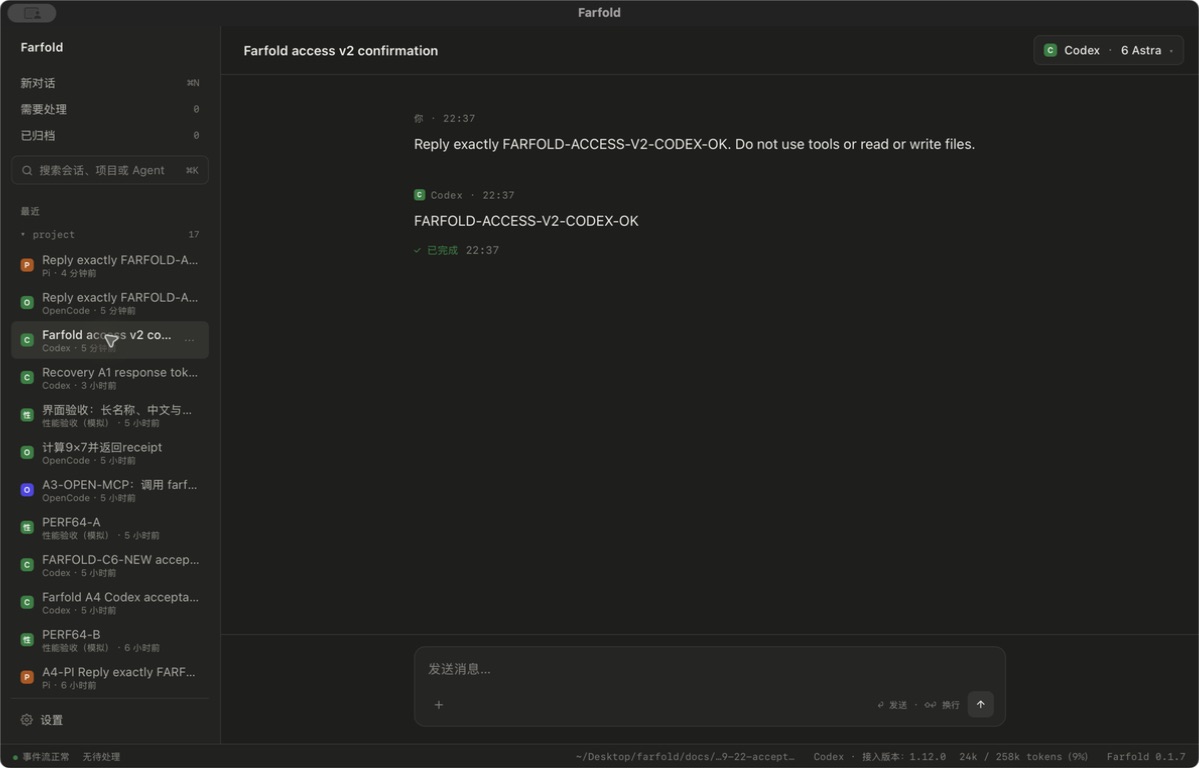 Farfold
Farfold
新对话 ⌘N
需要处理 0
已归档 0
搜索会话、项目或 Agent ⌘K
最近
• project 17
P Reply exactly FARFOLD-A...
Pi · 4 分钟前
O Reply exactly FARFOLD-A...
OpenCode · 5 分钟前
C Farfold access v2 co... ...
Codex · 5 分钟前
C Recovery A1 response tok...
Codex · 3 小时前
性 界面验收：长名称、中文与...
性能验收（模拟） · 5 小时前
O 计算9×7并返回receipt
OpenCode · 5 小时前
O A3-OPEN-MCP：调用 farf...
OpenCode · 5 小时前
性 PERF64-A
性能验收（模拟） · 5 小时前
C FARFOLD-C6-NEW accep...
Codex · 5 小时前
C Farfold A4 Codex accepta...
Codex · 5 小时前
性 PERF64-B
性能验收（模拟） · 6 小时前
P A4-PI Reply exactly FARF...
Pi · 6 小时前
设置
Farfold access v2 confirmation
C Codex · 6 Astra
你 · 22:37
Reply exactly FARFOLD-ACCESS-V2-CODEX-OK. Do not use tools or read or write files.
C Codex · 22:37
FARFOLD-ACCESS-V2-CODEX-OK
✓ 已完成 22:37
发送消息...
+ ↵ 发送 · ⇧↵ 换行 ↑
事件流正常 无待处理 ~/Desktop/farfold/docs/…9-22-accept… Codex · 接入版本: 1.12.0 24k / 258k tokens (9%) Farfold 0.1.7